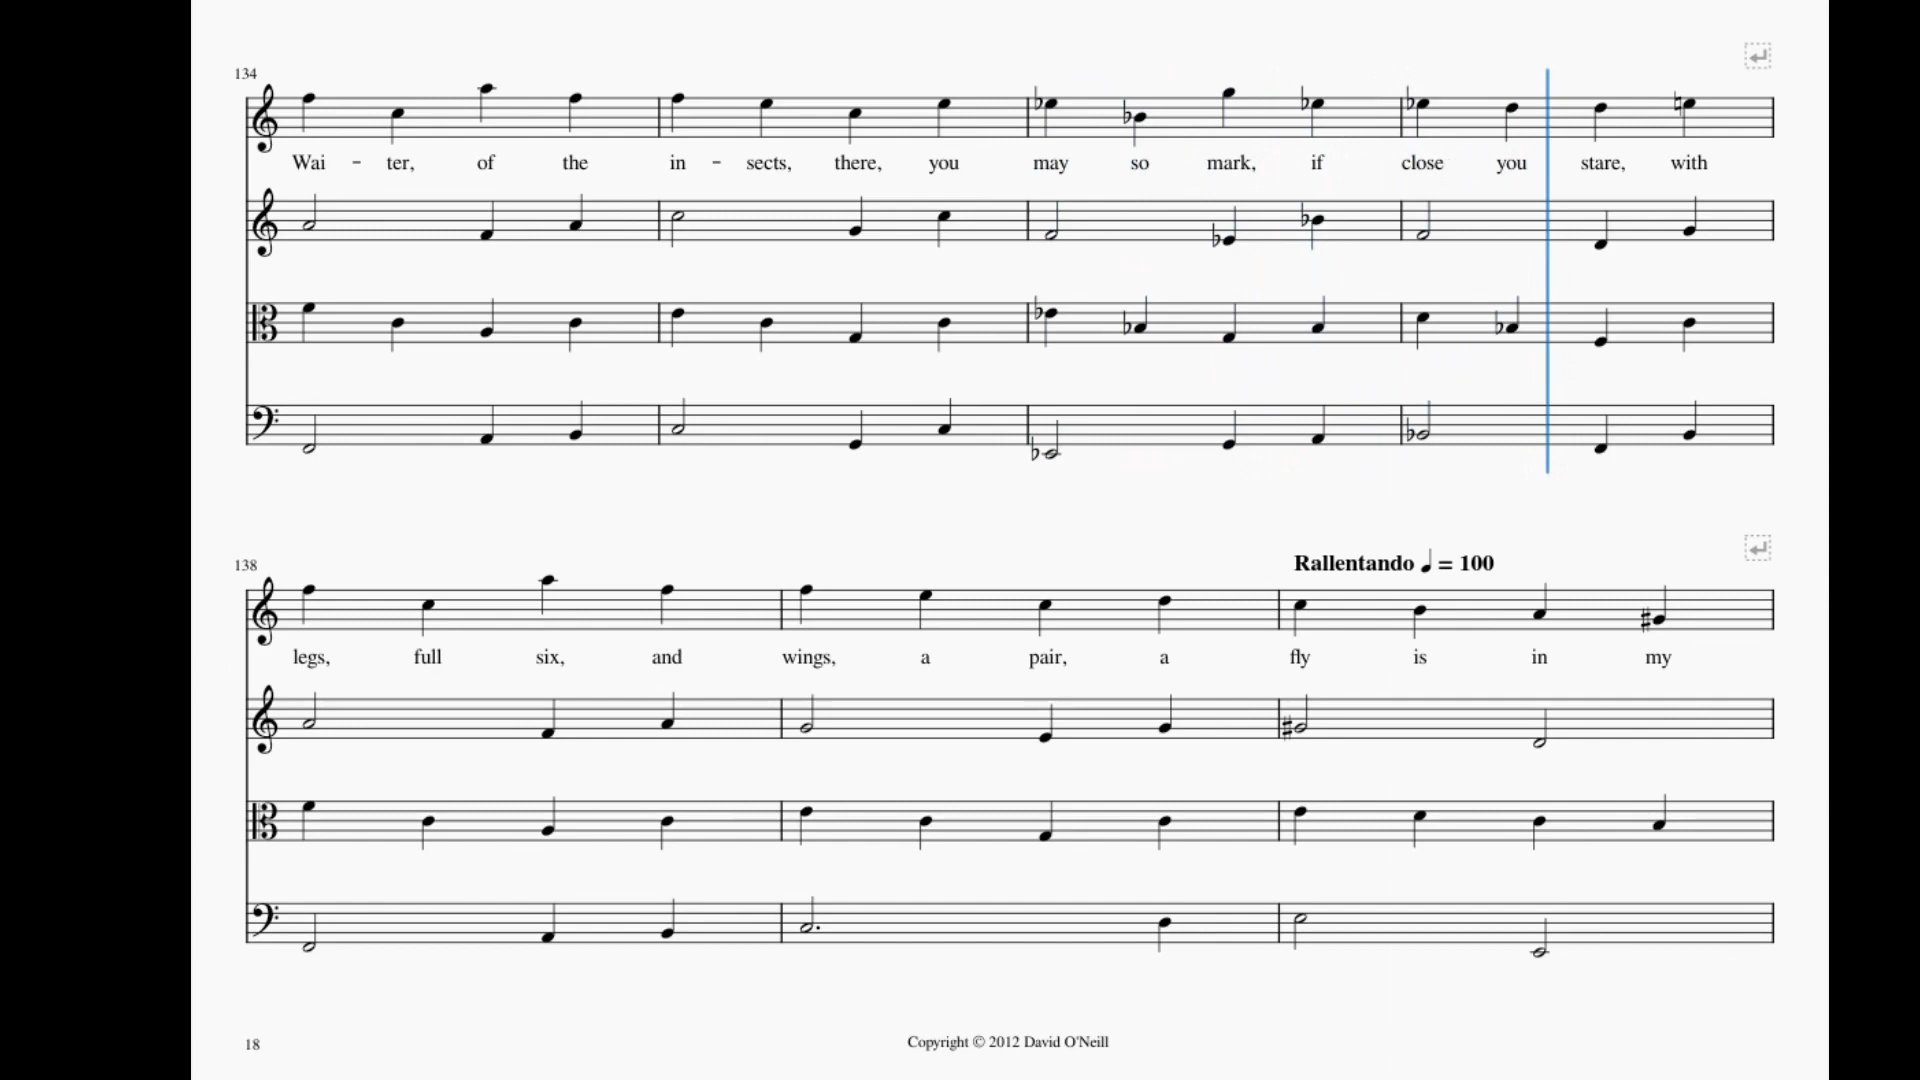 134
Wai - ter, of the in - sects, there, you may so mark, if close you stare, with
138
Rallentando ♩ = 100
legs, full six, and wings, a pair, a fly is in my
18
Copyright © 2012 David O'Neill